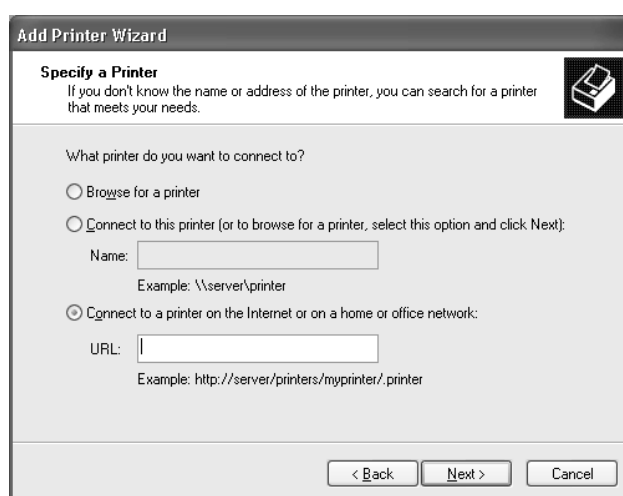 Add Printer Wizard
Specify a Printer
If you don't know the name or address of the printer, you can search for a printer
that meets your needs.
What printer do you want to connect to?
Browse for a printer
Connect to this printer (or to browse for a printer, select this option and click Next):
Name:
Example: \\server\printer
Connect to a printer on the Internet or on a home or office network:
URL:
Example: http://server/printers/myprinter/.printer
< Back Next > Cancel